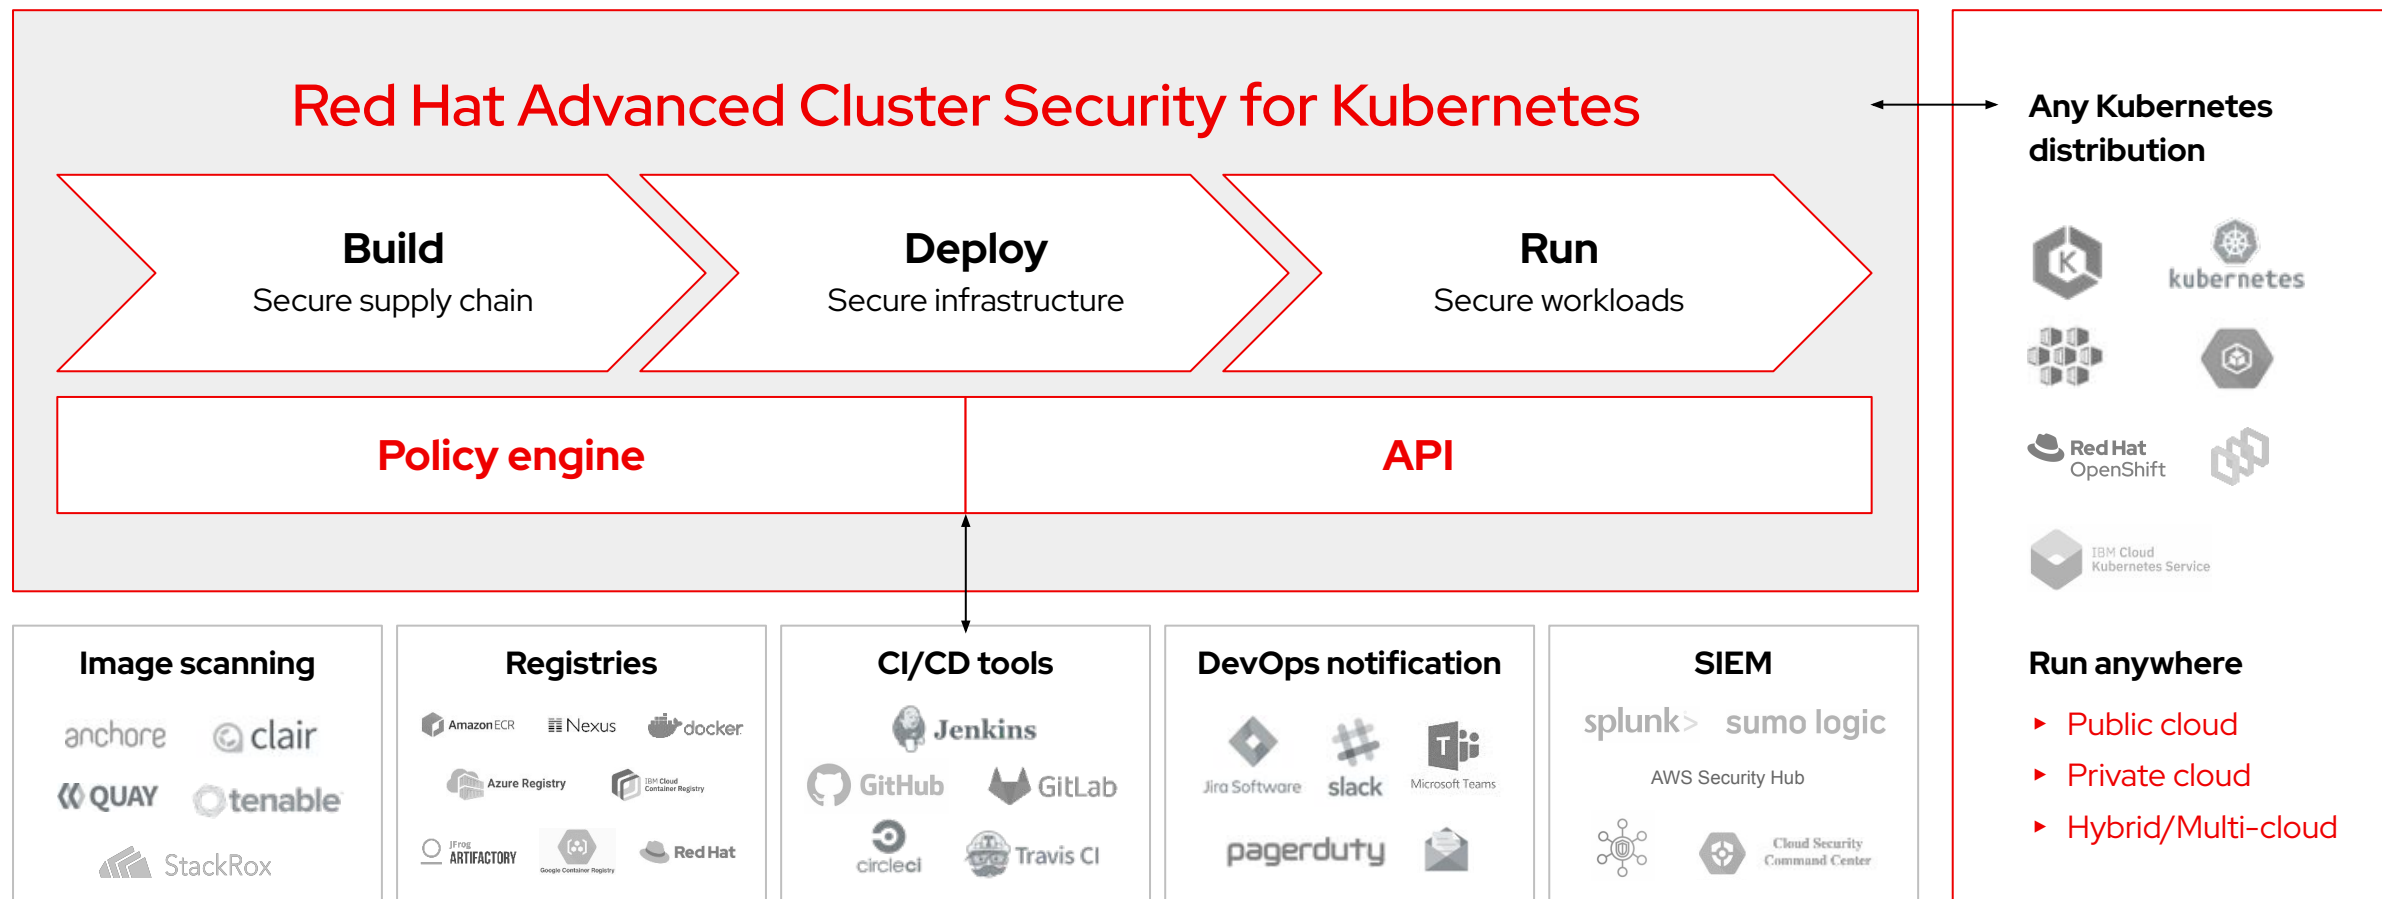 Red Hat Advanced Cluster Security for Kubernetes
Build
Secure supply chain
Deploy
Secure infrastructure
Run
Secure workloads
Policy engine
API
Any Kubernetes
distribution
K
kubernetes
Red Hat
OpenShift
IBM Cloud
Kubernetes Service
Run anywhere
▸ Public cloud
▸ Private cloud
▸ Hybrid/Multi-cloud
Image scanning
anchore
clair
QUAY
tenable
StackRox
Registries
Amazon ECR
Nexus
docker
Azure Registry
IBM Cloud
Container Registry
JFrog
ARTIFACTORY
Google Container Registry
Red Hat
CI/CD tools
Jenkins
GitHub
GitLab
circleci
Travis CI
DevOps notification
Jira Software
slack
T
Microsoft Teams
pagerduty
SIEM
splunk>
sumo logic
AWS Security Hub
Cloud Security
Command Center